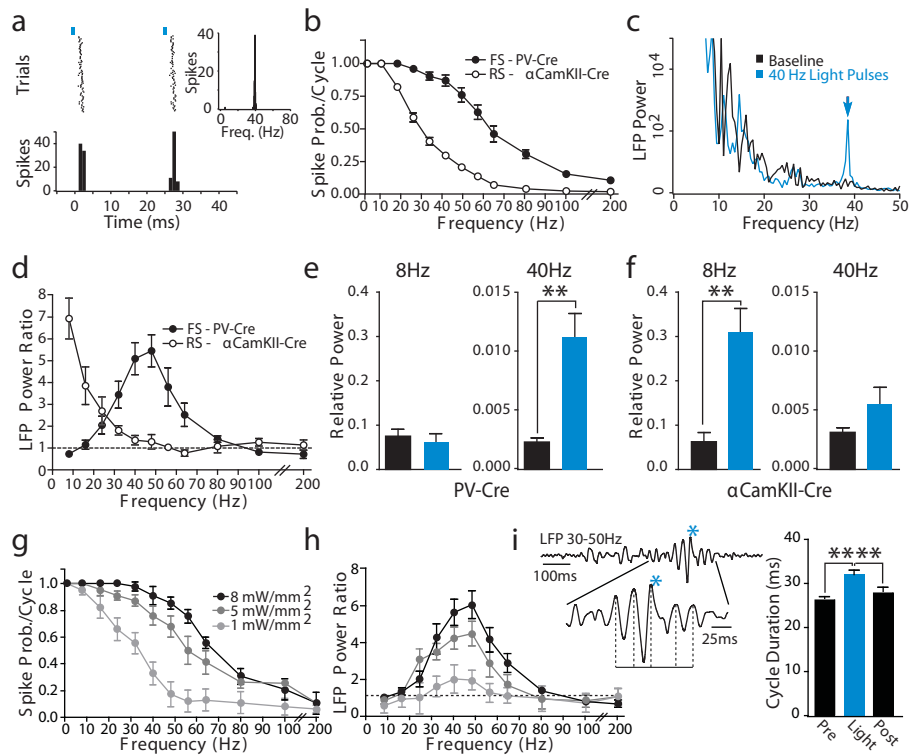 a
Trials
Spikes
40
20
0
0 10 20 30 40
Time (ms)
Spikes
40
20
0
0 40 80
Freq. (Hz)
b
Spike Prob./Cycle
1.00
0.75
0.50
0.25
0.00
FS - PV-Cre
RS - αCamKII-Cre
0 10 20 30 40 50 60 70 80 90 100 200
Frequency (Hz)
c
LFP Power
10⁴
10²
0
Baseline
40 Hz Light Pulses
0 10 20 30 40 50
Frequency (Hz)
d
LFP Power Ratio
8
7
6
5
4
2
1
0
FS - PV-Cre
RS - αCamKII-Cre
0 10 20 30 40 50 60 70 80 90 100 200
Frequency (Hz)
e
8Hz
40Hz
Relative Power
0.4
0.3
0.2
0.1
0.0
0.015
0.010
0.005
0.000
**
PV-Cre
f
8Hz
40Hz
Relative Power
0.4
0.3
0.2
0.1
0.0
**
0.015
0.010
0.005
0.000
αCamKII-Cre
g
Spike Prob./Cycle
1.0
0.8
0.6
0.4
0.2
0.0
8 mW/mm²
5 mW/mm²
1 mW/mm²
0 10 20 30 40 50 60 70 80 90 100 200
Frequency (Hz)
h
LFP Power Ratio
8
7
6
5
4
3
2
1
0
0 10 20 30 40 50 60 70 80 90 100 200
Frequency (Hz)
i
LFP 30-50Hz
*
100ms
*
25ms
Cycle Duration (ms)
40
30
20
10
0
** **
Pre
Light
Post